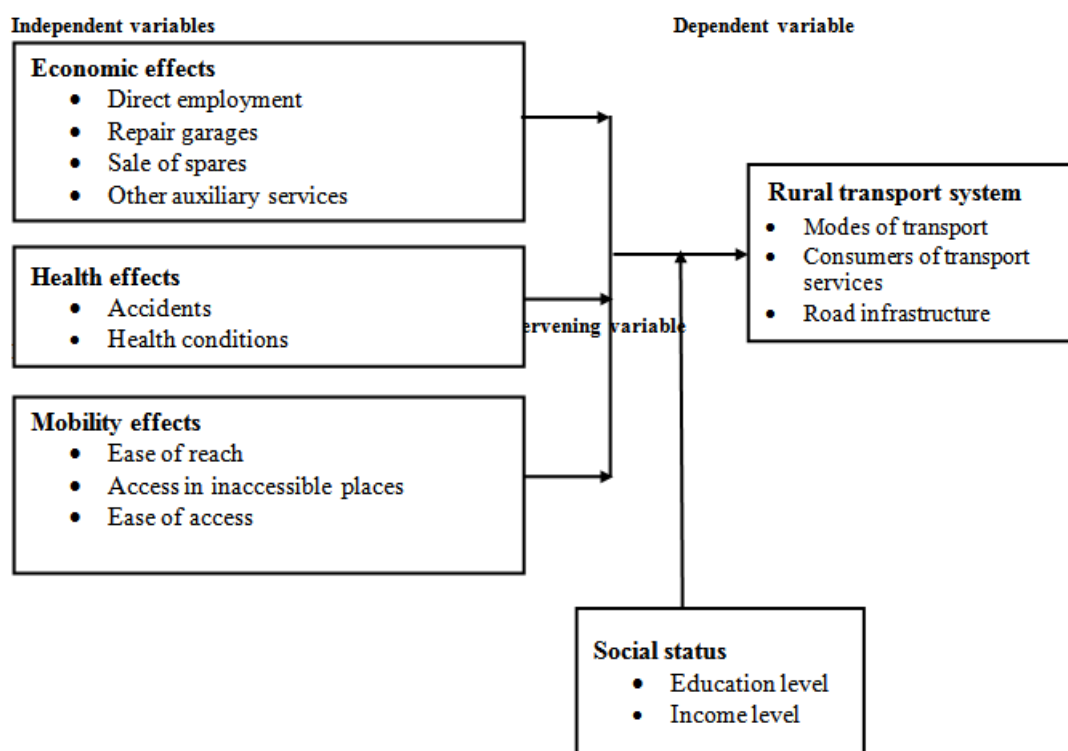 Independent variables
Dependent variable
Economic effects
• Direct employment
• Repair garages
• Sale of spares
• Other auxiliary services
Health effects
• Accidents
• Health conditions
ervening variable
Mobility effects
• Ease of reach
• Access in inaccessible places
• Ease of access
Rural transport system
• Modes of transport
• Consumers of transport
services
• Road infrastructure
Social status
• Education level
• Income level